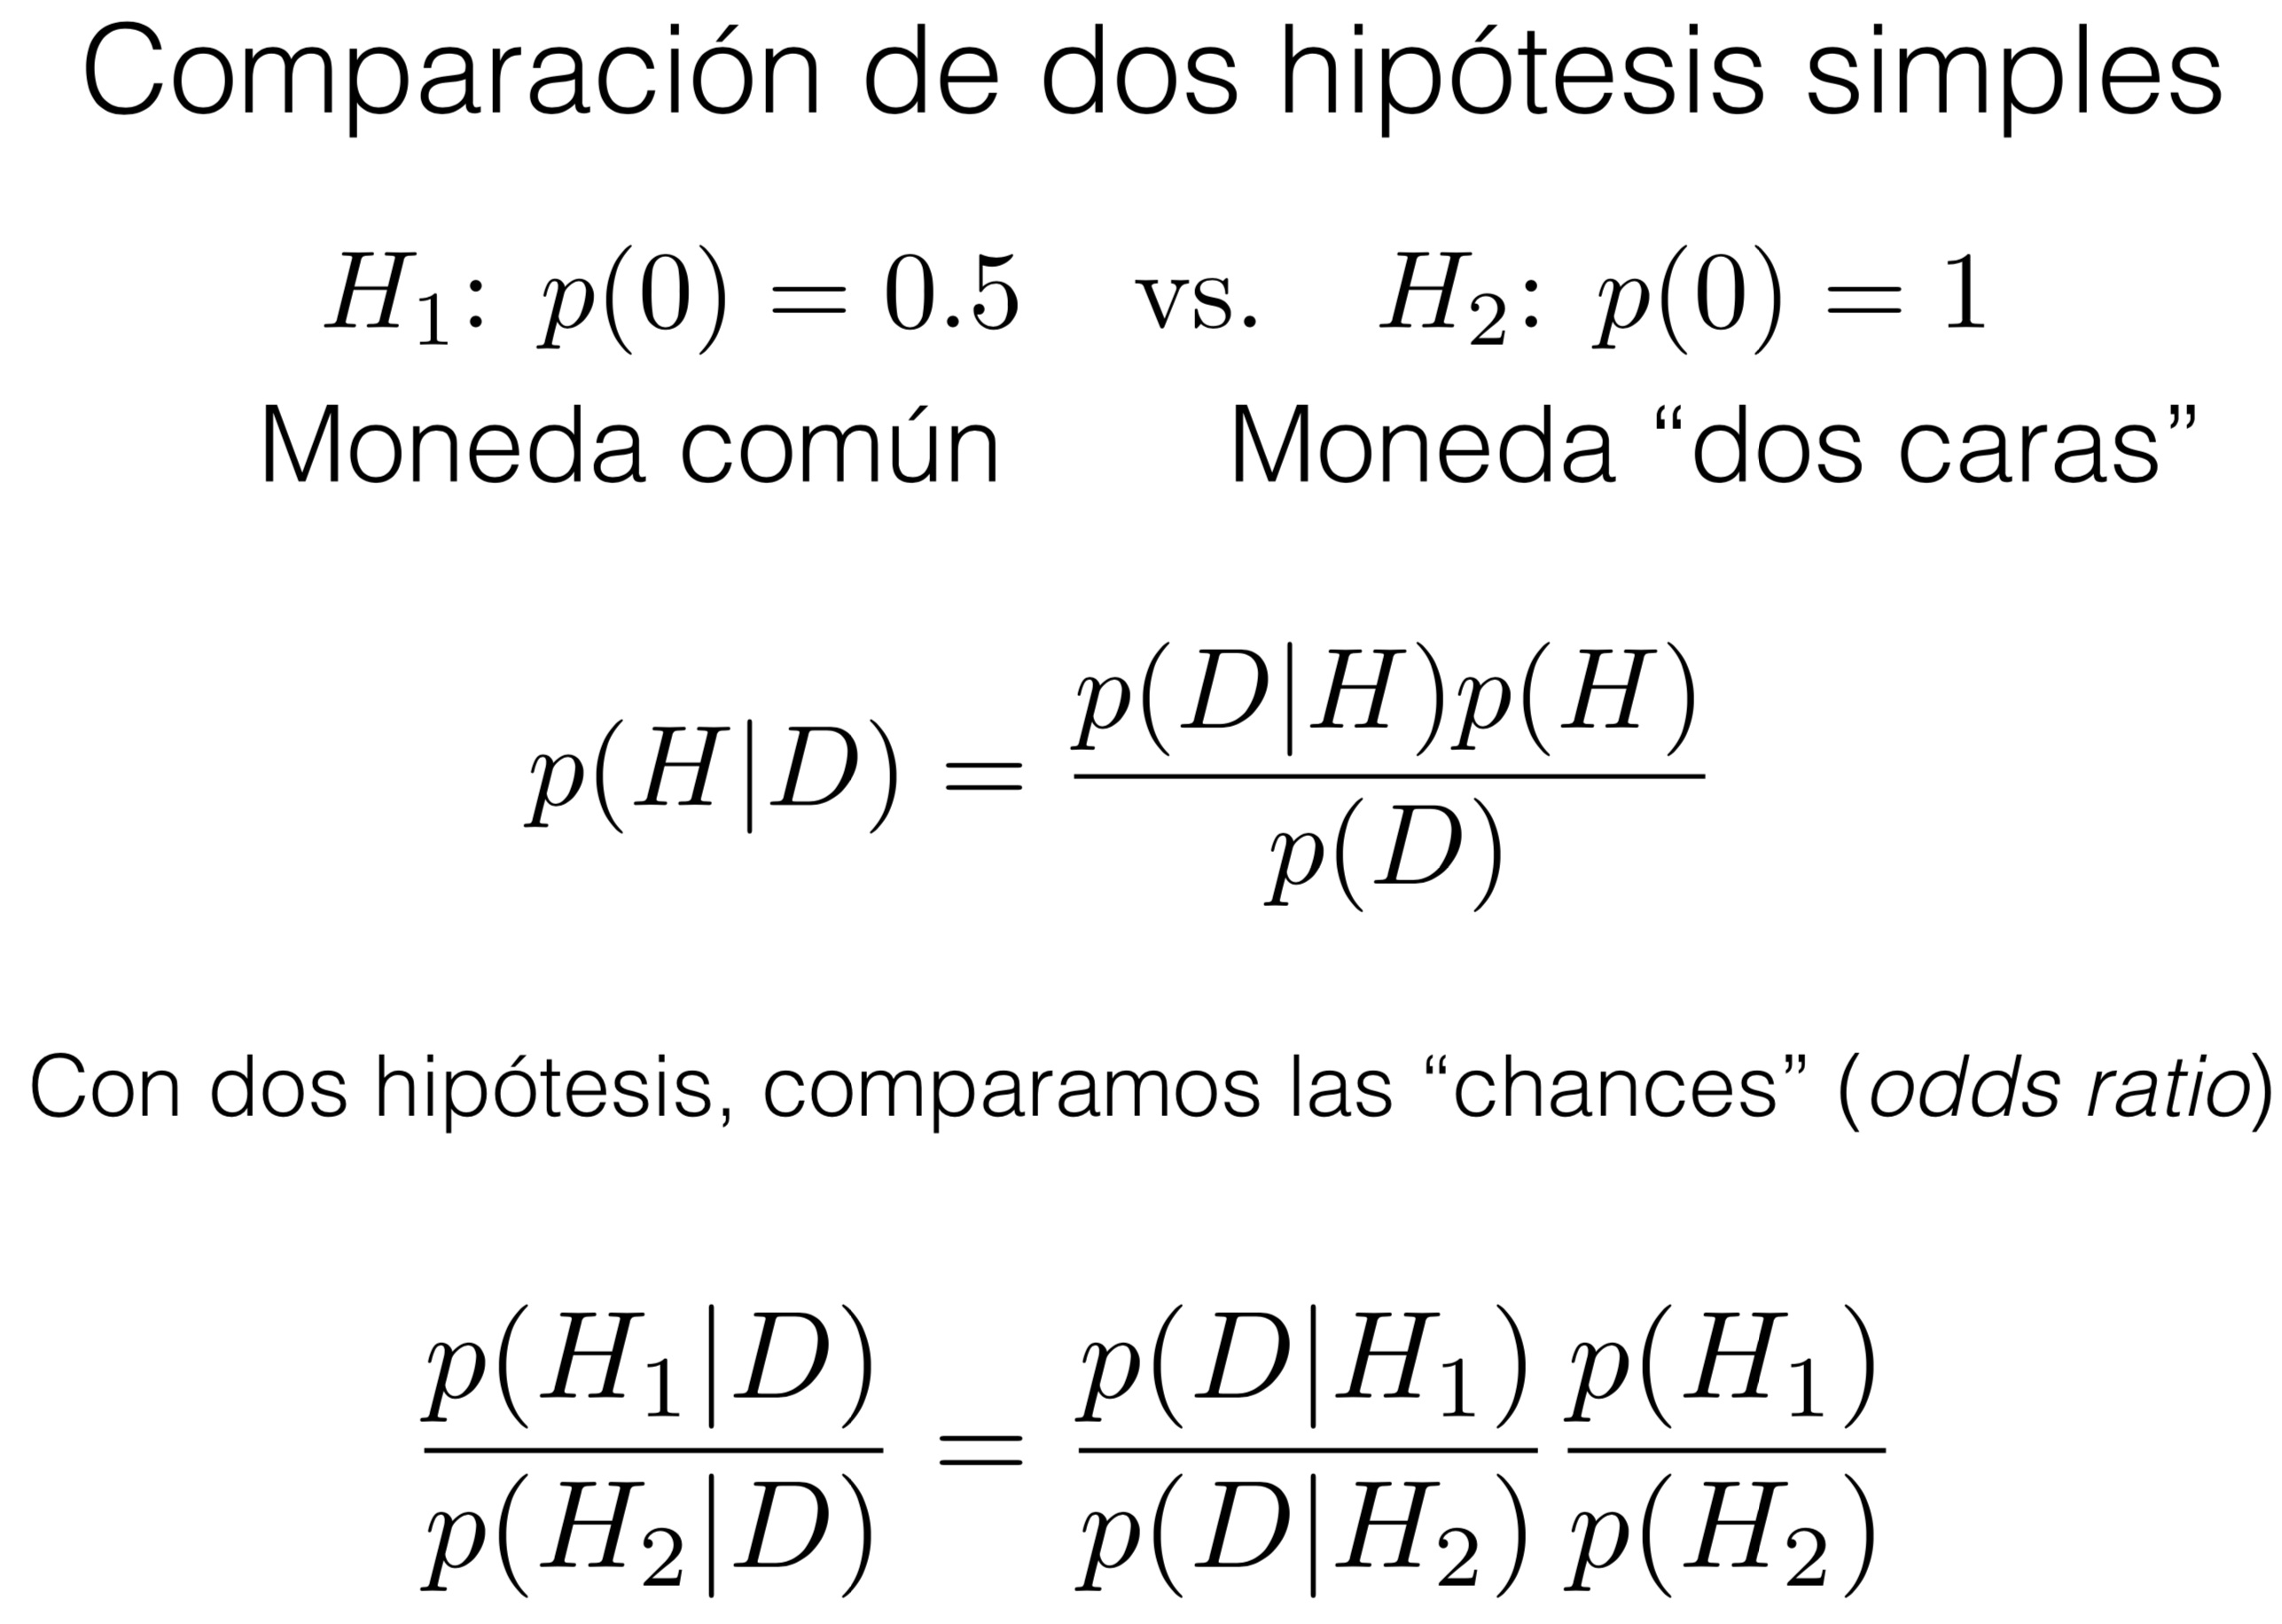 Comparación de dos hipótesis simples
H₁: p(0) = 0.5 vs. H₂: p(0) = 1
Moneda común Moneda “dos caras”
p(H|D) = p(D|H)p(H) / p(D)
Con dos hipótesis, comparamos las “chances” (odds ratio)
p(H₁|D) / p(H₂|D) = p(D|H₁) / p(D|H₂) p(H₁) / p(H₂)